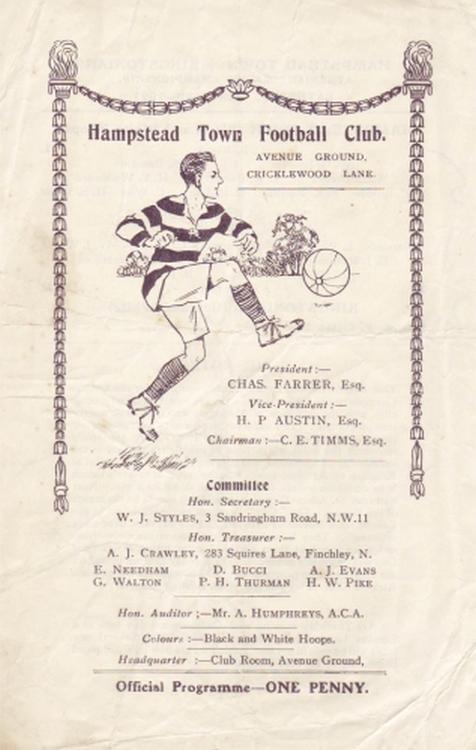 Hampstead Town Football Club.
AVENUE GROUND,
CRICKLEWOOD LANE.
President :—
CHAS. FARRER, Esq.
Vice-President :—
H. P AUSTIN, Esq.
Chairman :—C. E. TIMMS, Esq.
Committee
Hon. Secretary :—
W. J. STYLES, 3 Sandringham Road, N.W.11
Hon. Treasurer :—
A. J. CRAWLEY, 283 Squires Lane, Finchley, N.
E. NEEDHAM D. BUCCI A. J. EVANS
G. WALTON P. H. THURMAN H. W. PIKE
Hon. Auditor ;—Mr. A. HUMPHREYS, A.C.A.
Colours :—Black and White Hoops.
Headquarter :—Club Room, Avenue Ground,
Official Programme—ONE PENNY.